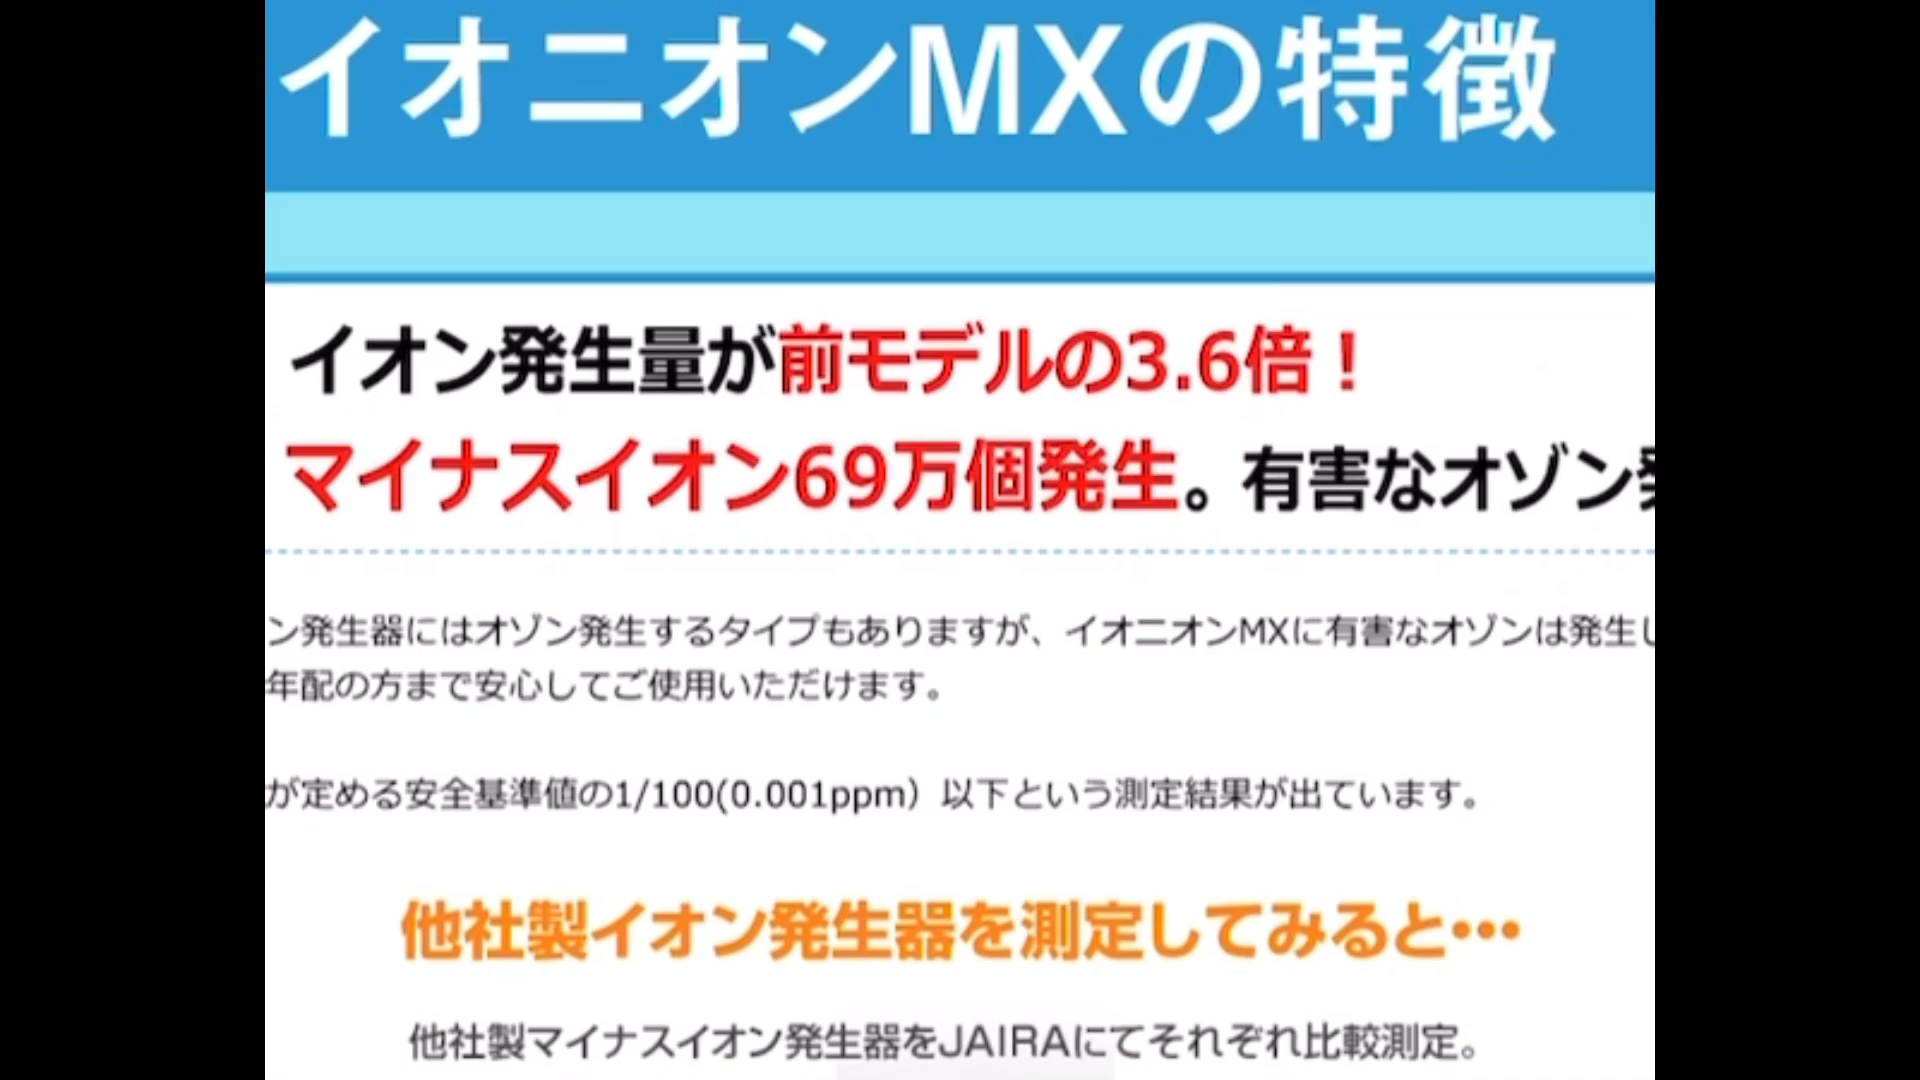 イオニオンMXの特徴
イオン発生量が前モデルの3.6倍！
マイナスイオン69万個発生。有害なオゾン
ン発生器にはオゾン発生するタイプもありますが、イオニオンMXに有害なオゾンは発生し
年配の方まで安心してご使用いただけます。
が定める安全基準値の1/100(0.001ppm）以下という測定結果が出ています。
他社製イオン発生器を測定してみると・・・
他社製マイナスイオン発生器をJAIRAにてそれぞれ比較測定。